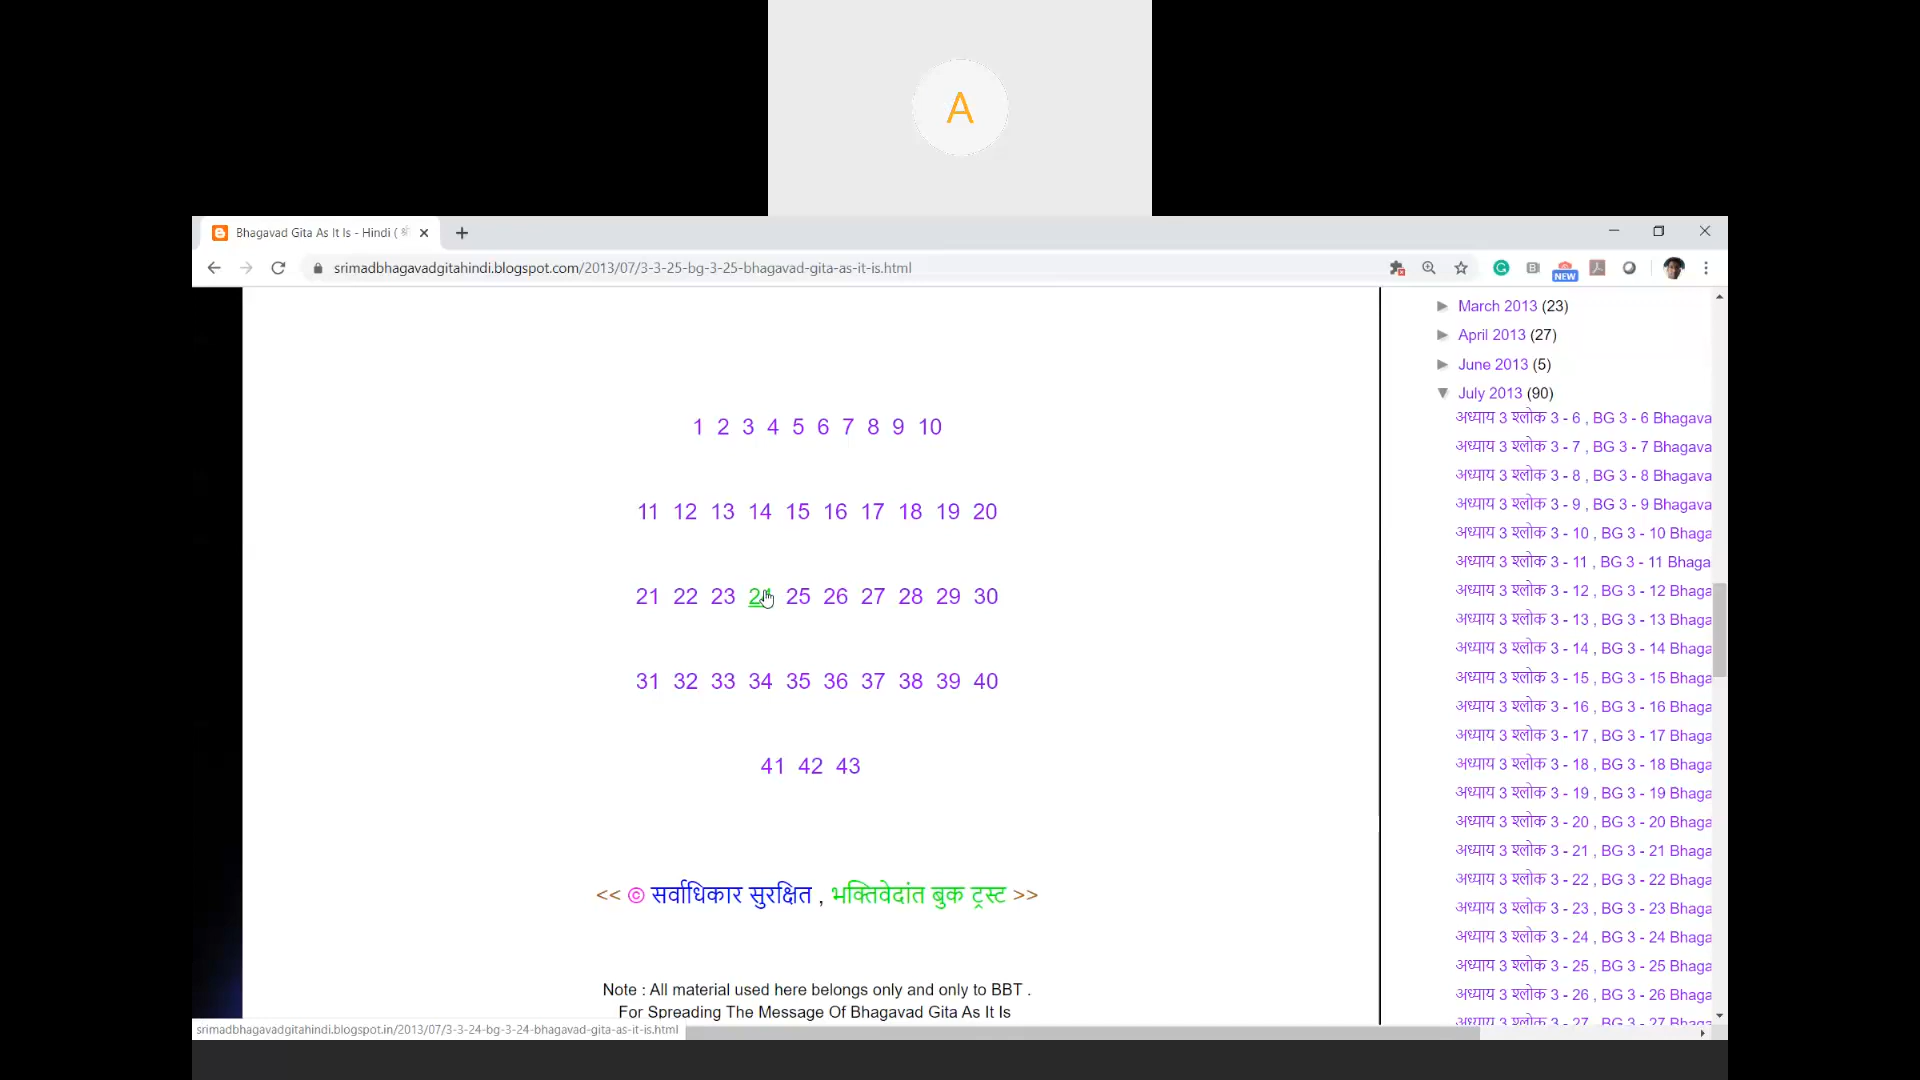 A
Bhagavad Gita As It Is - Hindi (
srimadbhagavadgitahindi.blogspot.com/2013/07/3-3-25-bg-3-25-bhagavad-gita-as-it-is.html
NEW
1 2 3 4 5 6 7 8 9 10
11 12 13 14 15 16 17 18 19 20
21 22 23 24 25 26 27 28 29 30
31 32 33 34 35 36 37 38 39 40
41 42 43
<< © सर्वाधिकार सुरक्षित , भक्तिवेदांत बुक ट्रस्ट >>
Note : All material used here belongs only and only to BBT .
For Spreading The Message Of Bhagavad Gita As It Is
March 2013 (23)
April 2013 (27)
June 2013 (5)
July 2013 (90)
अध्याय 3 श्लोक 3 - 6 , BG 3 - 6 Bhagava
अध्याय 3 श्लोक 3 - 7 , BG 3 - 7 Bhagava
अध्याय 3 श्लोक 3 - 8 , BG 3 - 8 Bhagava
अध्याय 3 श्लोक 3 - 9 , BG 3 - 9 Bhagava
अध्याय 3 श्लोक 3 - 10 , BG 3 - 10 Bhaga
अध्याय 3 श्लोक 3 - 11 , BG 3 - 11 Bhaga
अध्याय 3 श्लोक 3 - 12 , BG 3 - 12 Bhaga
अध्याय 3 श्लोक 3 - 13 , BG 3 - 13 Bhaga
अध्याय 3 श्लोक 3 - 14 , BG 3 - 14 Bhaga
अध्याय 3 श्लोक 3 - 15 , BG 3 - 15 Bhaga
अध्याय 3 श्लोक 3 - 16 , BG 3 - 16 Bhaga
अध्याय 3 श्लोक 3 - 17 , BG 3 - 17 Bhaga
अध्याय 3 श्लोक 3 - 18 , BG 3 - 18 Bhaga
अध्याय 3 श्लोक 3 - 19 , BG 3 - 19 Bhaga
अध्याय 3 श्लोक 3 - 20 , BG 3 - 20 Bhaga
अध्याय 3 श्लोक 3 - 21 , BG 3 - 21 Bhaga
अध्याय 3 श्लोक 3 - 22 , BG 3 - 22 Bhaga
अध्याय 3 श्लोक 3 - 23 , BG 3 - 23 Bhaga
अध्याय 3 श्लोक 3 - 24 , BG 3 - 24 Bhaga
अध्याय 3 श्लोक 3 - 25 , BG 3 - 25 Bhaga
अध्याय 3 श्लोक 3 - 26 , BG 3 - 26 Bhaga
अध्याय 3 श्लोक 3 - 27 , BG 3 - 27 Bhaga
srimadbhagavadgitahindi.blogspot.in/2013/07/3-3-24-bg-3-24-bhagavad-gita-as-it-is.html